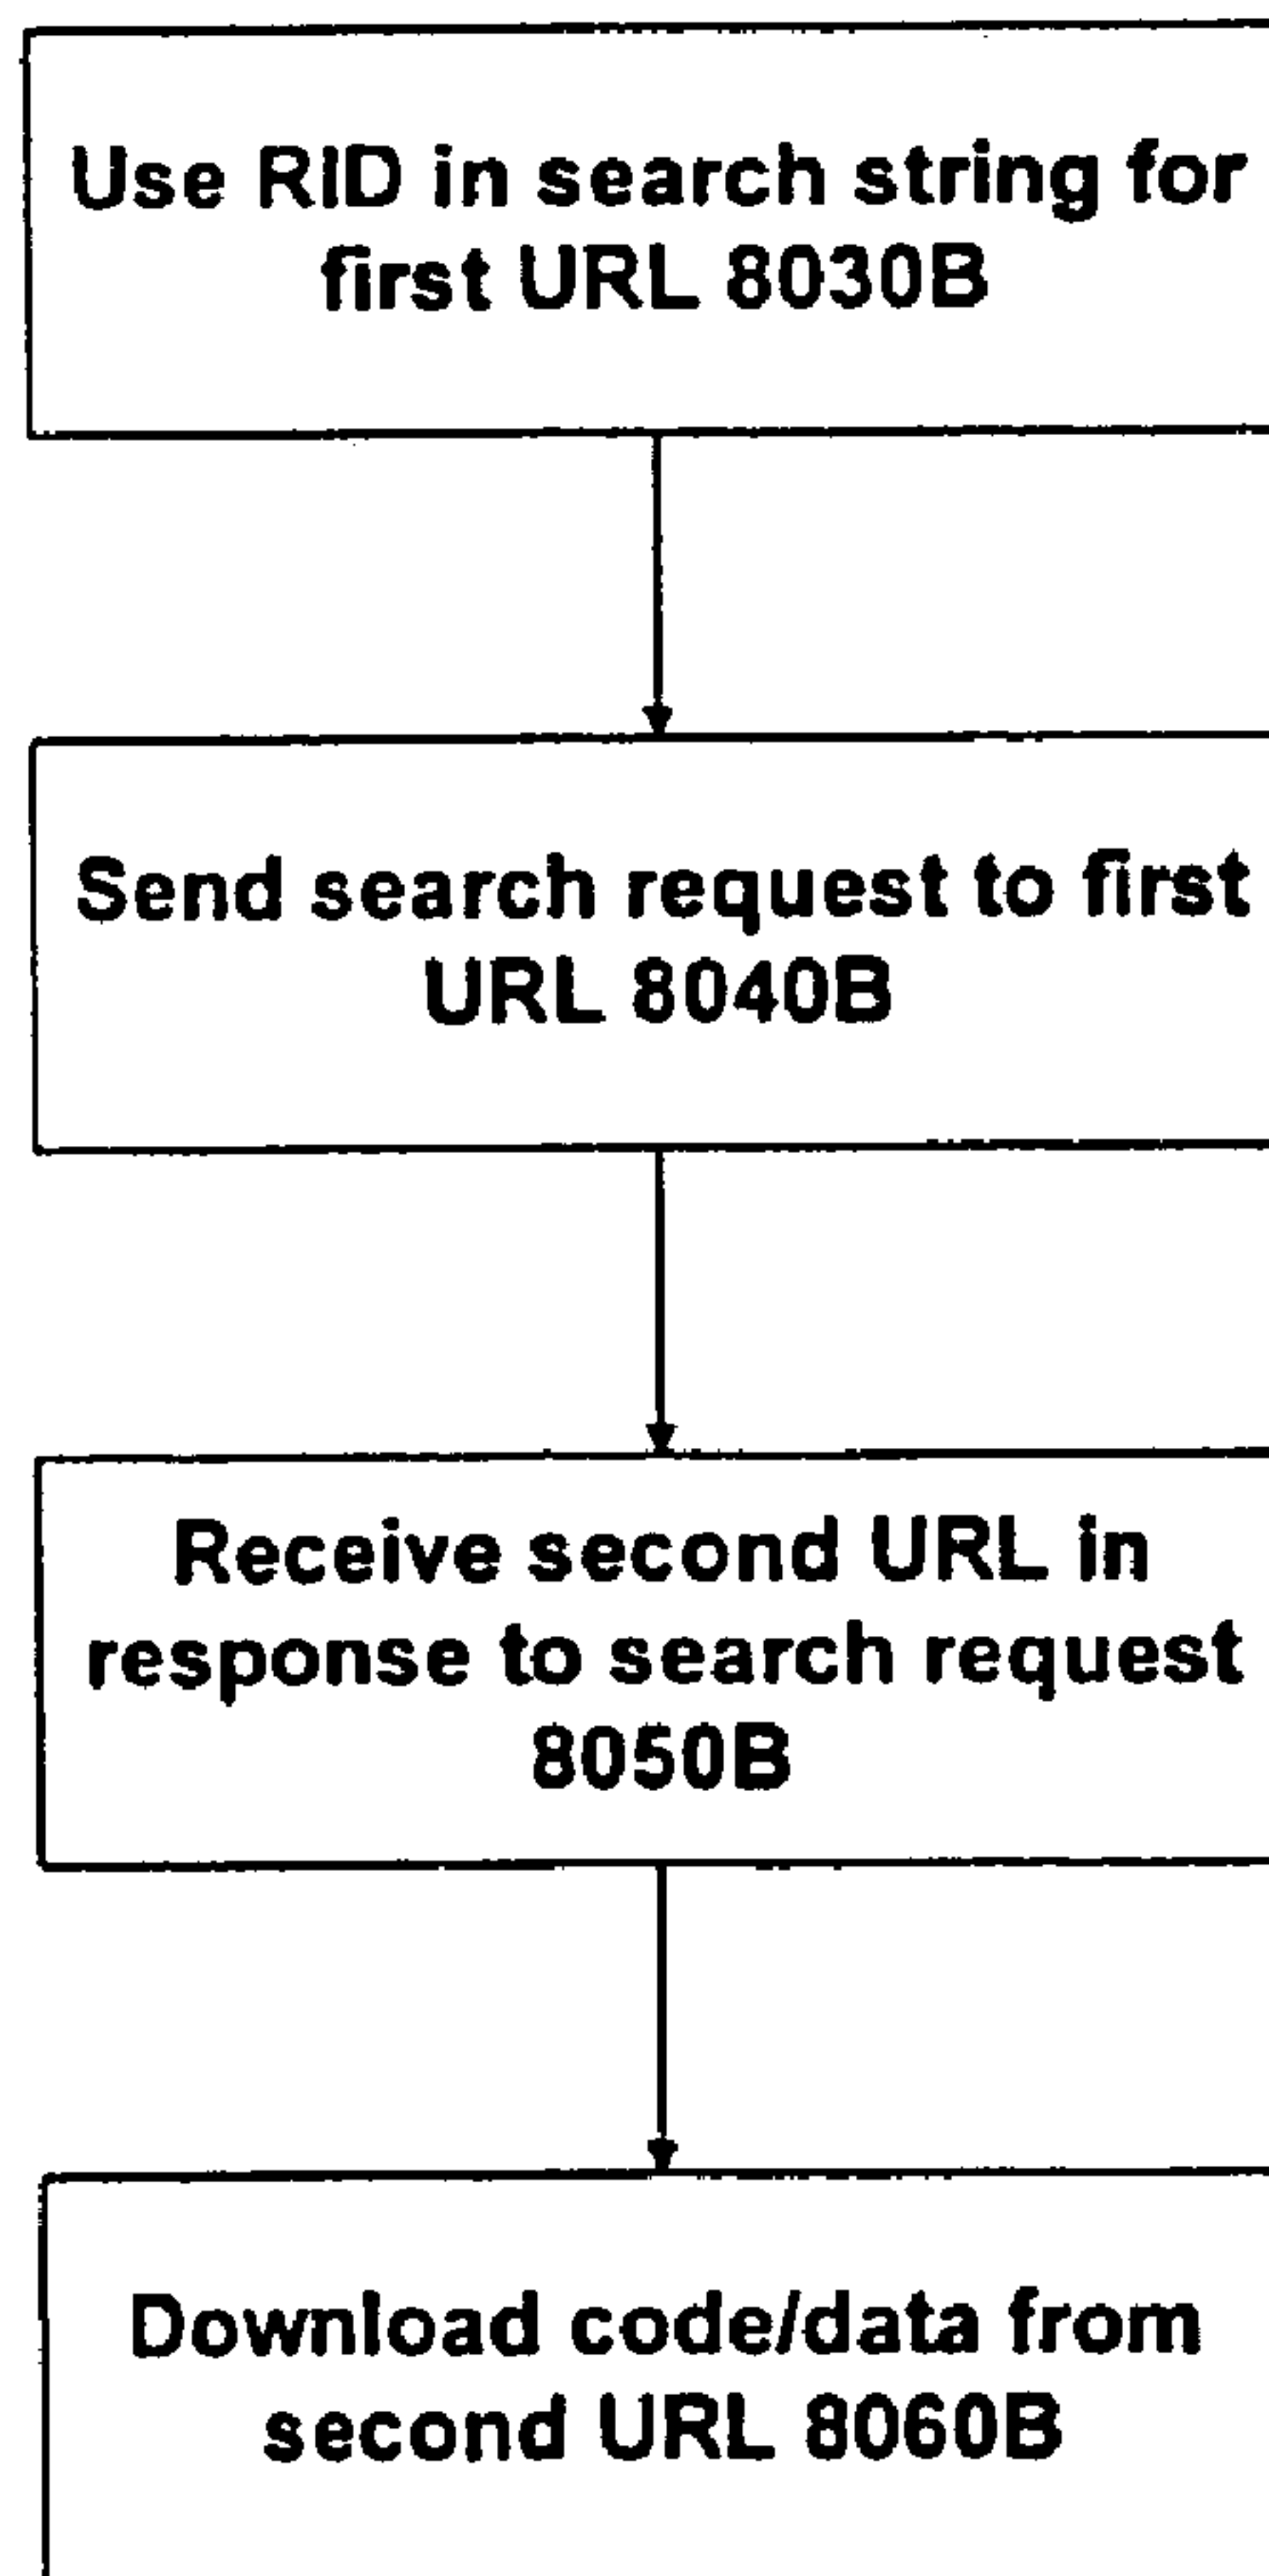 Use RID in search string for
first URL 8030B
Send search request to first
URL 8040B
Receive second URL in
response to search request
8050B
Download code/data from
second URL 8060B